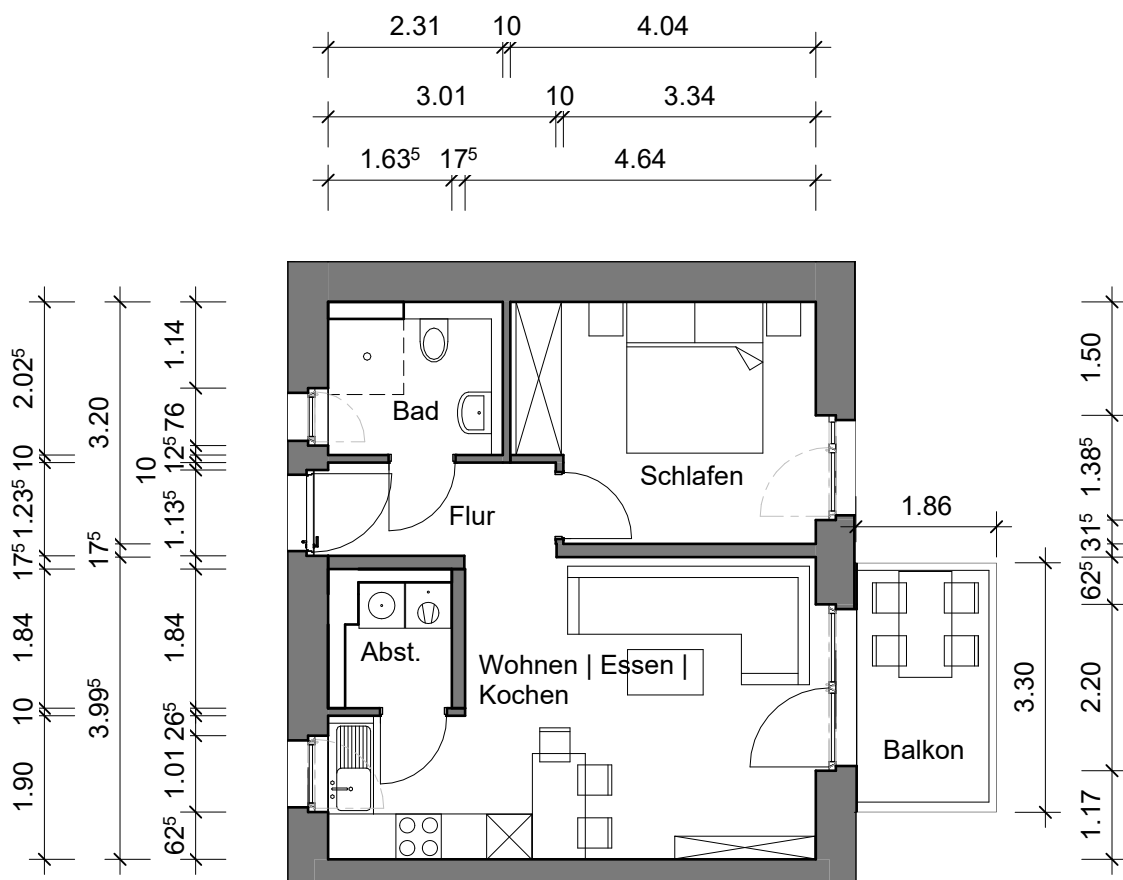 2.31 10 4.04
3.01 10 3.34
1.63⁵ 17⁵ 4.64
2.02⁵
10
1.23⁵
17⁵
1.84
10
1.90
3.20
10
17⁵
3.99⁵
1.14
76
12⁵
1.13⁵
1.84
26⁵
1.01
62⁵
Bad
Schlafen
Flur
Abst.
Wohnen | Essen |
Kochen
Balkon
1.86
3.30
1.50
1.38⁵
31⁵
62⁵
2.20
1.17